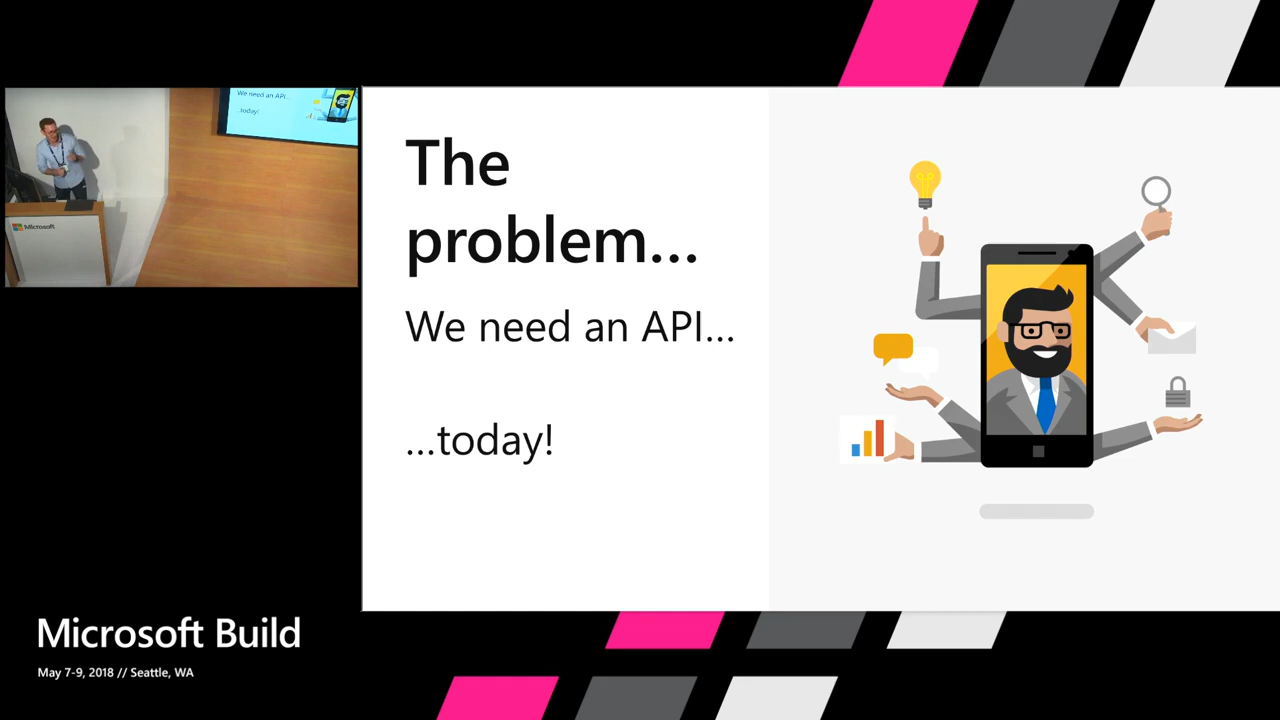 We need an API...
...today!
Microsoft
The
problem...
We need an API...
...today!
Microsoft Build
May 7-9, 2018 // Seattle, WA